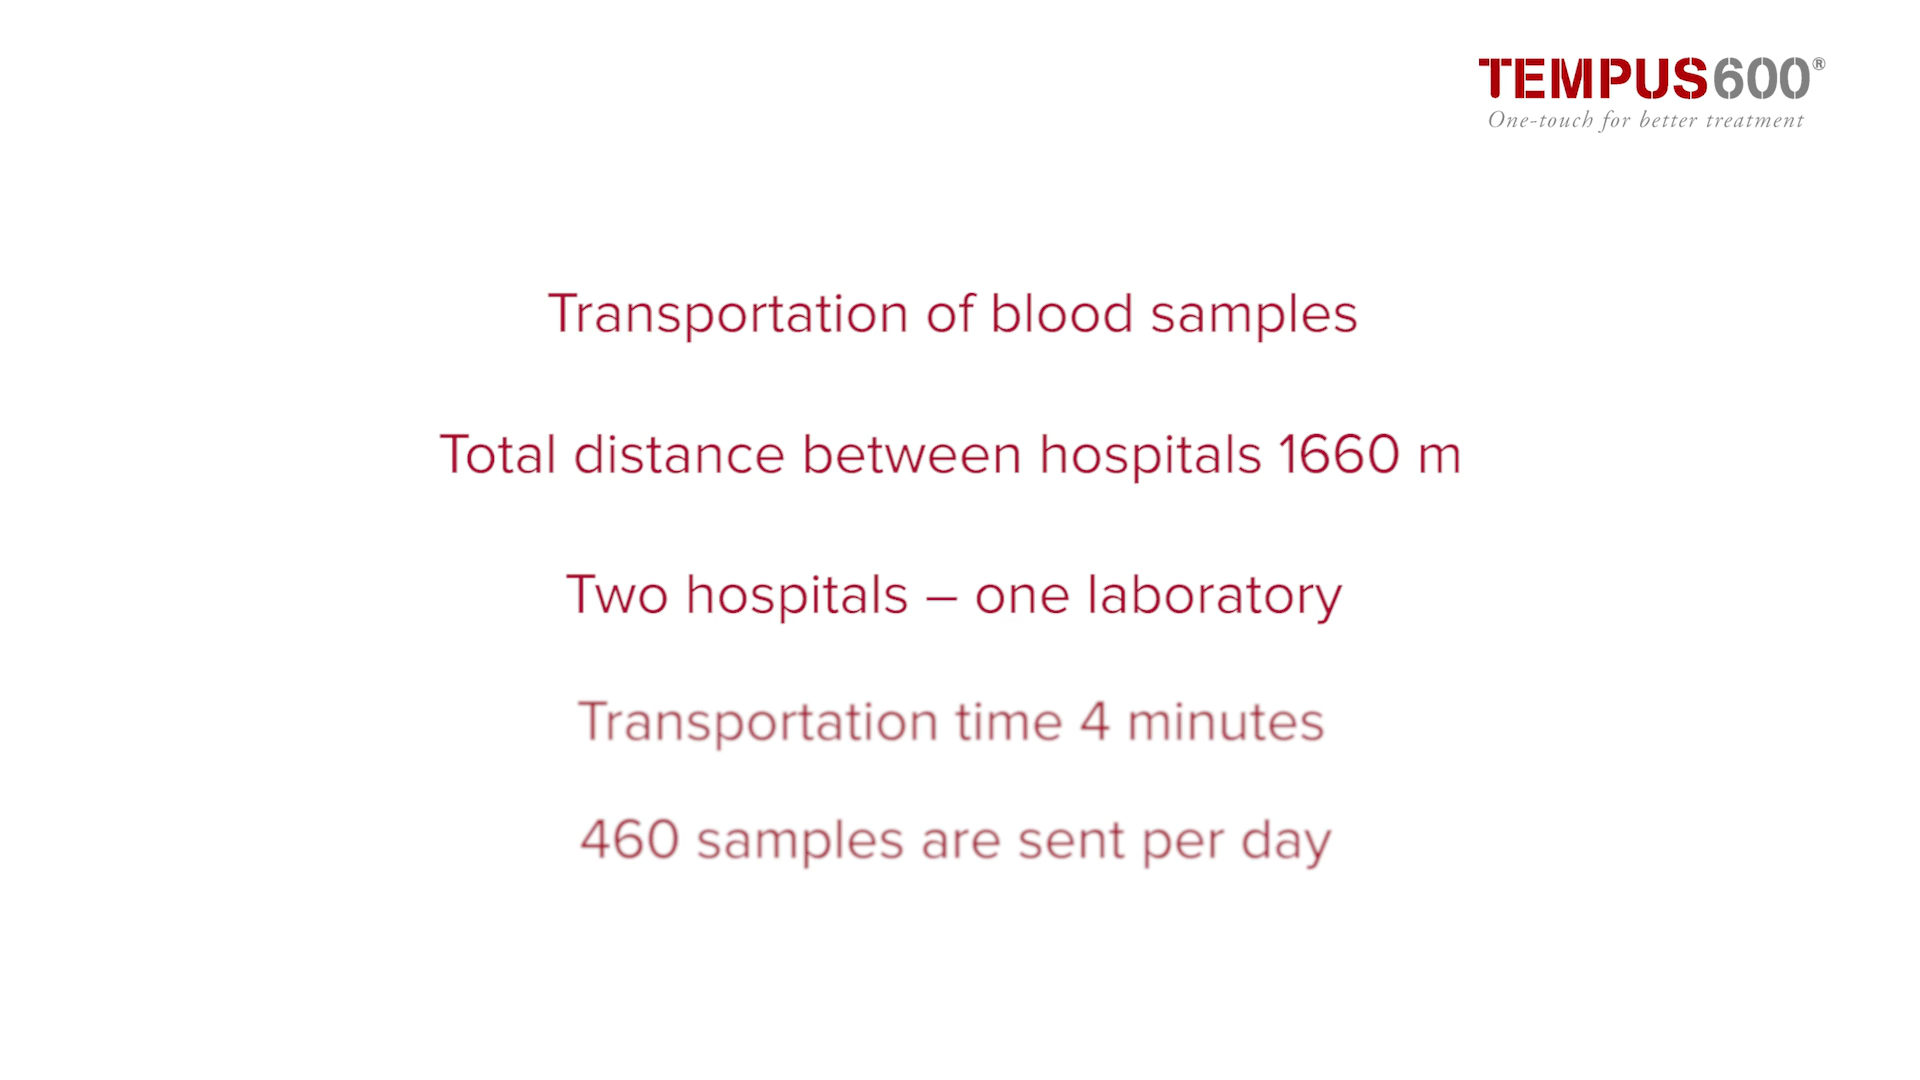 TEMPUS600®
One-touch for better treatment
Transportation of blood samples
Total distance between hospitals 1660 m
Two hospitals – one laboratory
Transportation time 4 minutes
460 samples are sent per day